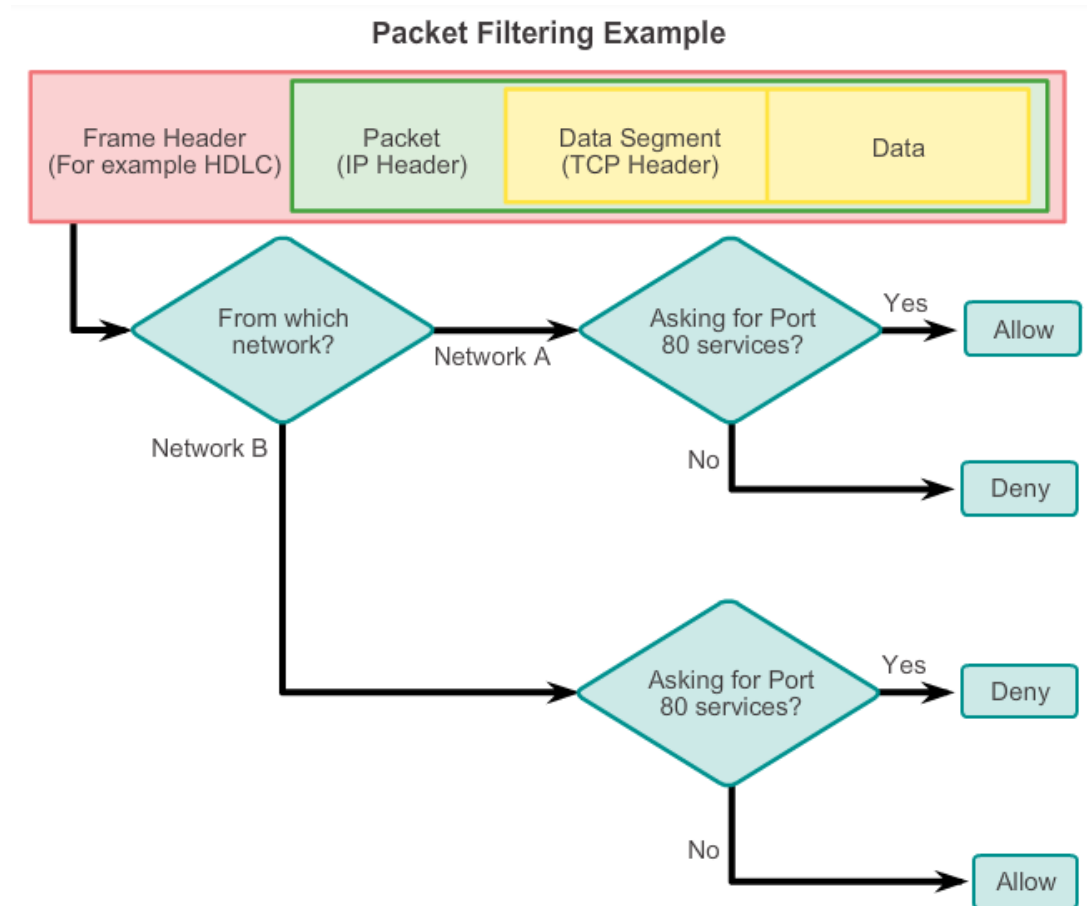 Packet Filtering Example
Frame Header
(For example HDLC)
Packet
(IP Header)
Data Segment
(TCP Header)
Data
From which
network?
Network A
Asking for Port
80 services?
Yes
Allow
No
Deny
Network B
Asking for Port
80 services?
Yes
Deny
No
Allow